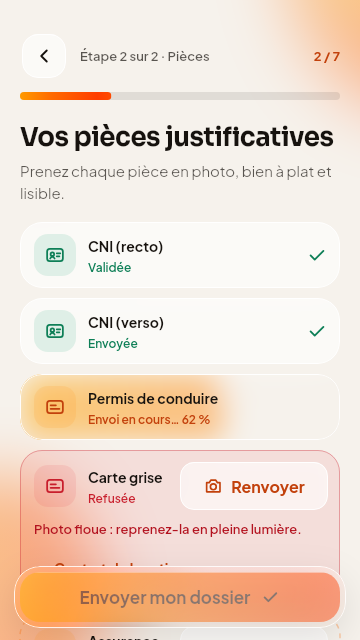 Étape 2 sur 2 · Pièces
2 / 7
Vos pièces justificatives
Prenez chaque pièce en photo, bien à plat et
lisible.
CNI (recto)
Validée
CNI (verso)
Envoyée
Permis de conduire
Envoi en cours… 62 %
Carte grise
Refusée
Renvoyer
Photo floue : reprenez-la en pleine lumière.
Envoyer mon dossier
Assurance